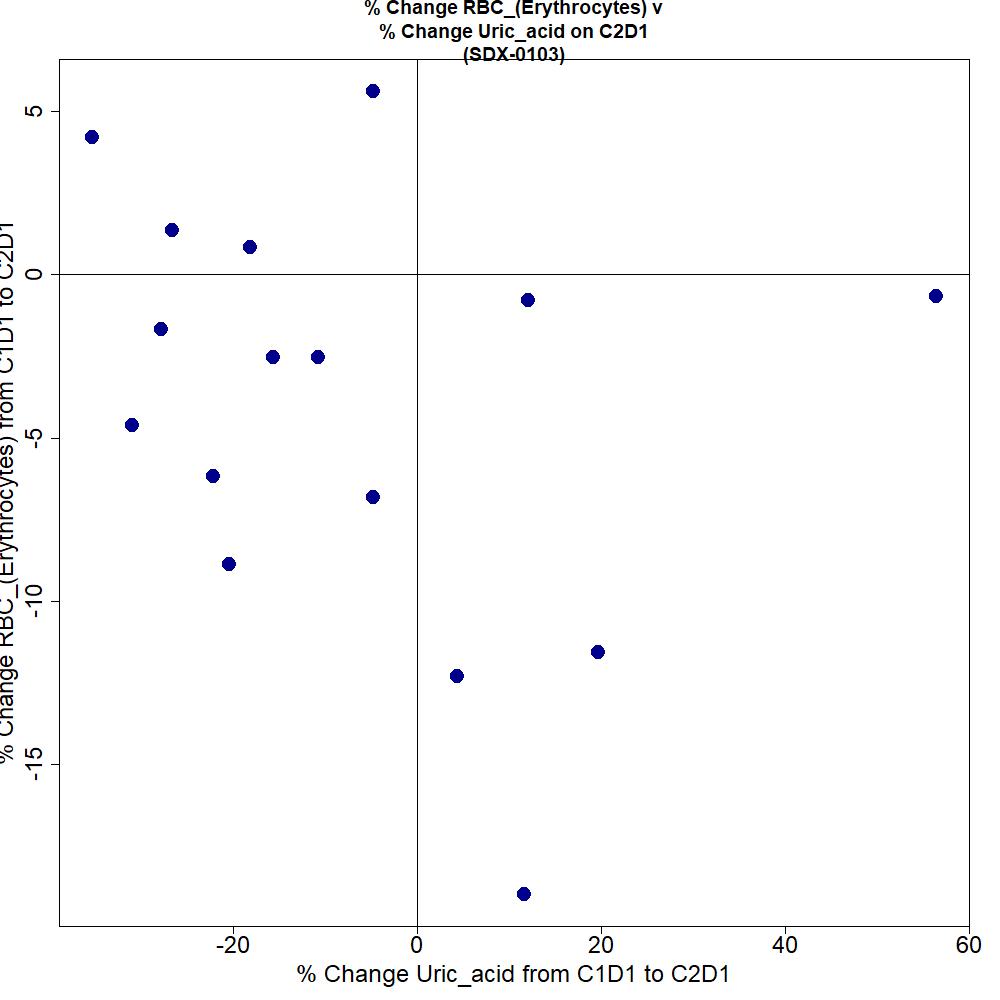 % Change RBC_(Erythrocytes) v
% Change Uric_acid on C2D1
(SDX-0103)
% Change RBC_(Erythrocytes) from C1D1 to C2D1
5
0
-5
-10
-15
-20
0
20
40
60
% Change Uric_acid from C1D1 to C2D1